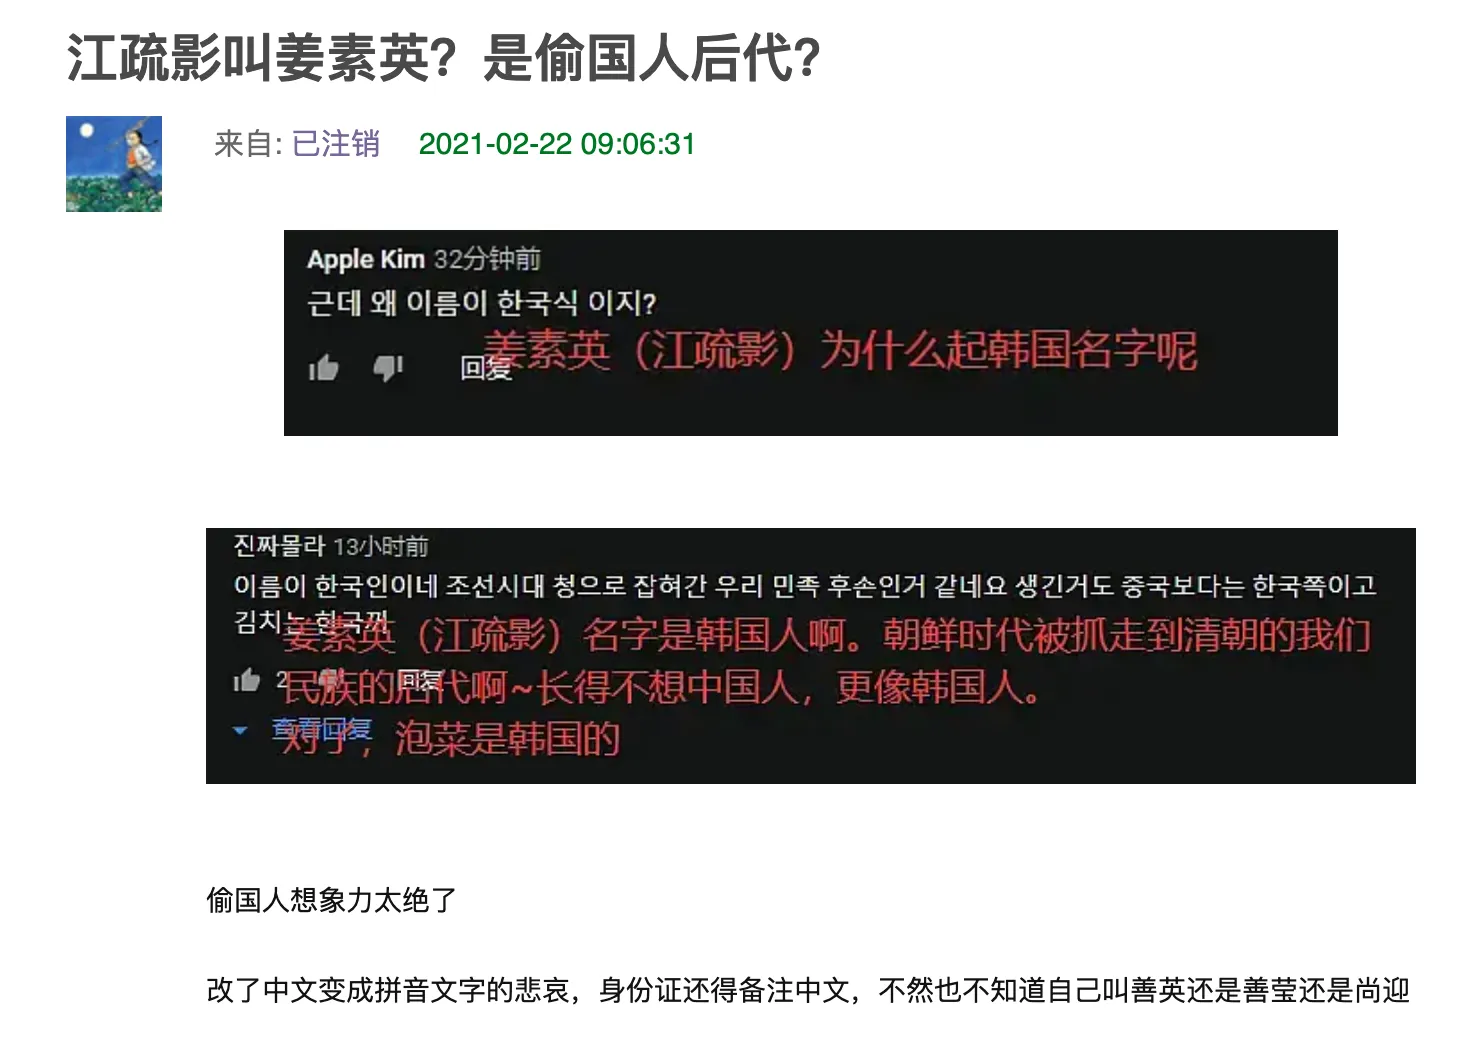 江疏影叫姜素英？是偷国人后代？
来自: 已注销 2021-02-22 09:06:31
Apple Kim 32分钟前
근데 왜 이름이 한국식 이지?
姜素英（江疏影）为什么起韩国名字呢
回复
진짜몰라 13小时前
이름이 한국인이네 조선시대 청으로 잡혀간 우리 민족 후손인거 같네요 생긴거도 중국보다는 한국쪽이고
김치는 한국꺼
姜素英（江疏影）名字是韩国人啊。朝鲜时代被抓走到清朝的我们
2 回复
民族的后代啊~长得不想中国人，更像韩国人。
查看回复
对了，泡菜是韩国的
偷国人想象力太绝了
改了中文变成拼音文字的悲哀，身份证还得备注中文，不然也不知道自己叫善英还是善莹还是尚迎